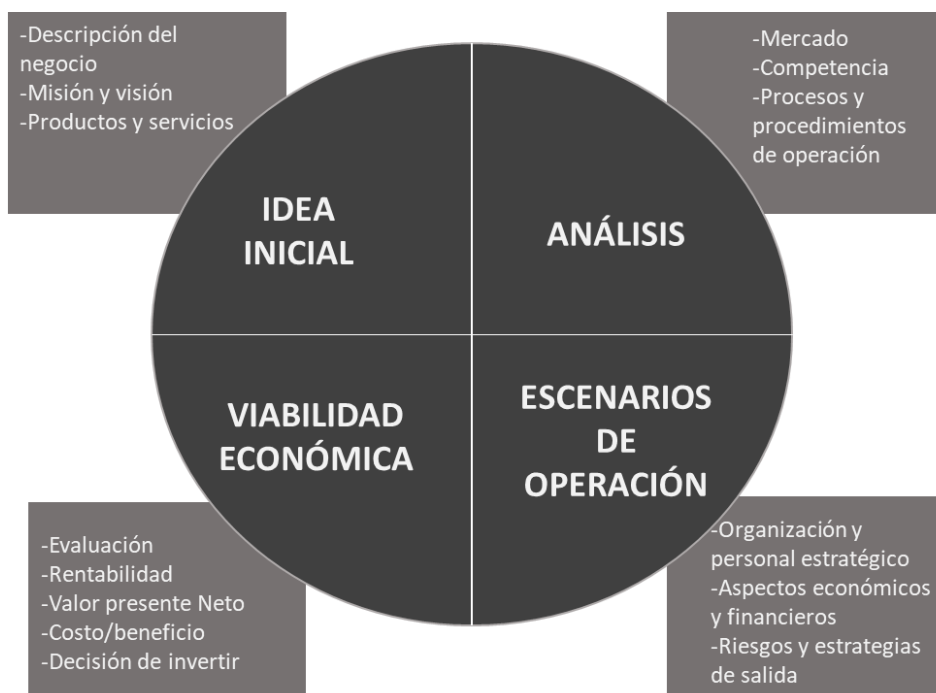 -Descripción del
negocio
-Misión y visión
-Productos y servicios
-Mercado
-Competencia
-Procesos y
procedimientos
de operación
IDEA
INICIAL
ANÁLISIS
VIABILIDAD
ECONÓMICA
ESCENARIOS
DE
OPERACIÓN
-Evaluación
-Rentabilidad
-Valor presente Neto
-Costo/beneficio
-Decisión de invertir
-Organización y
personal estratégico
-Aspectos económicos
y financieros
-Riesgos y estrategias
de salida